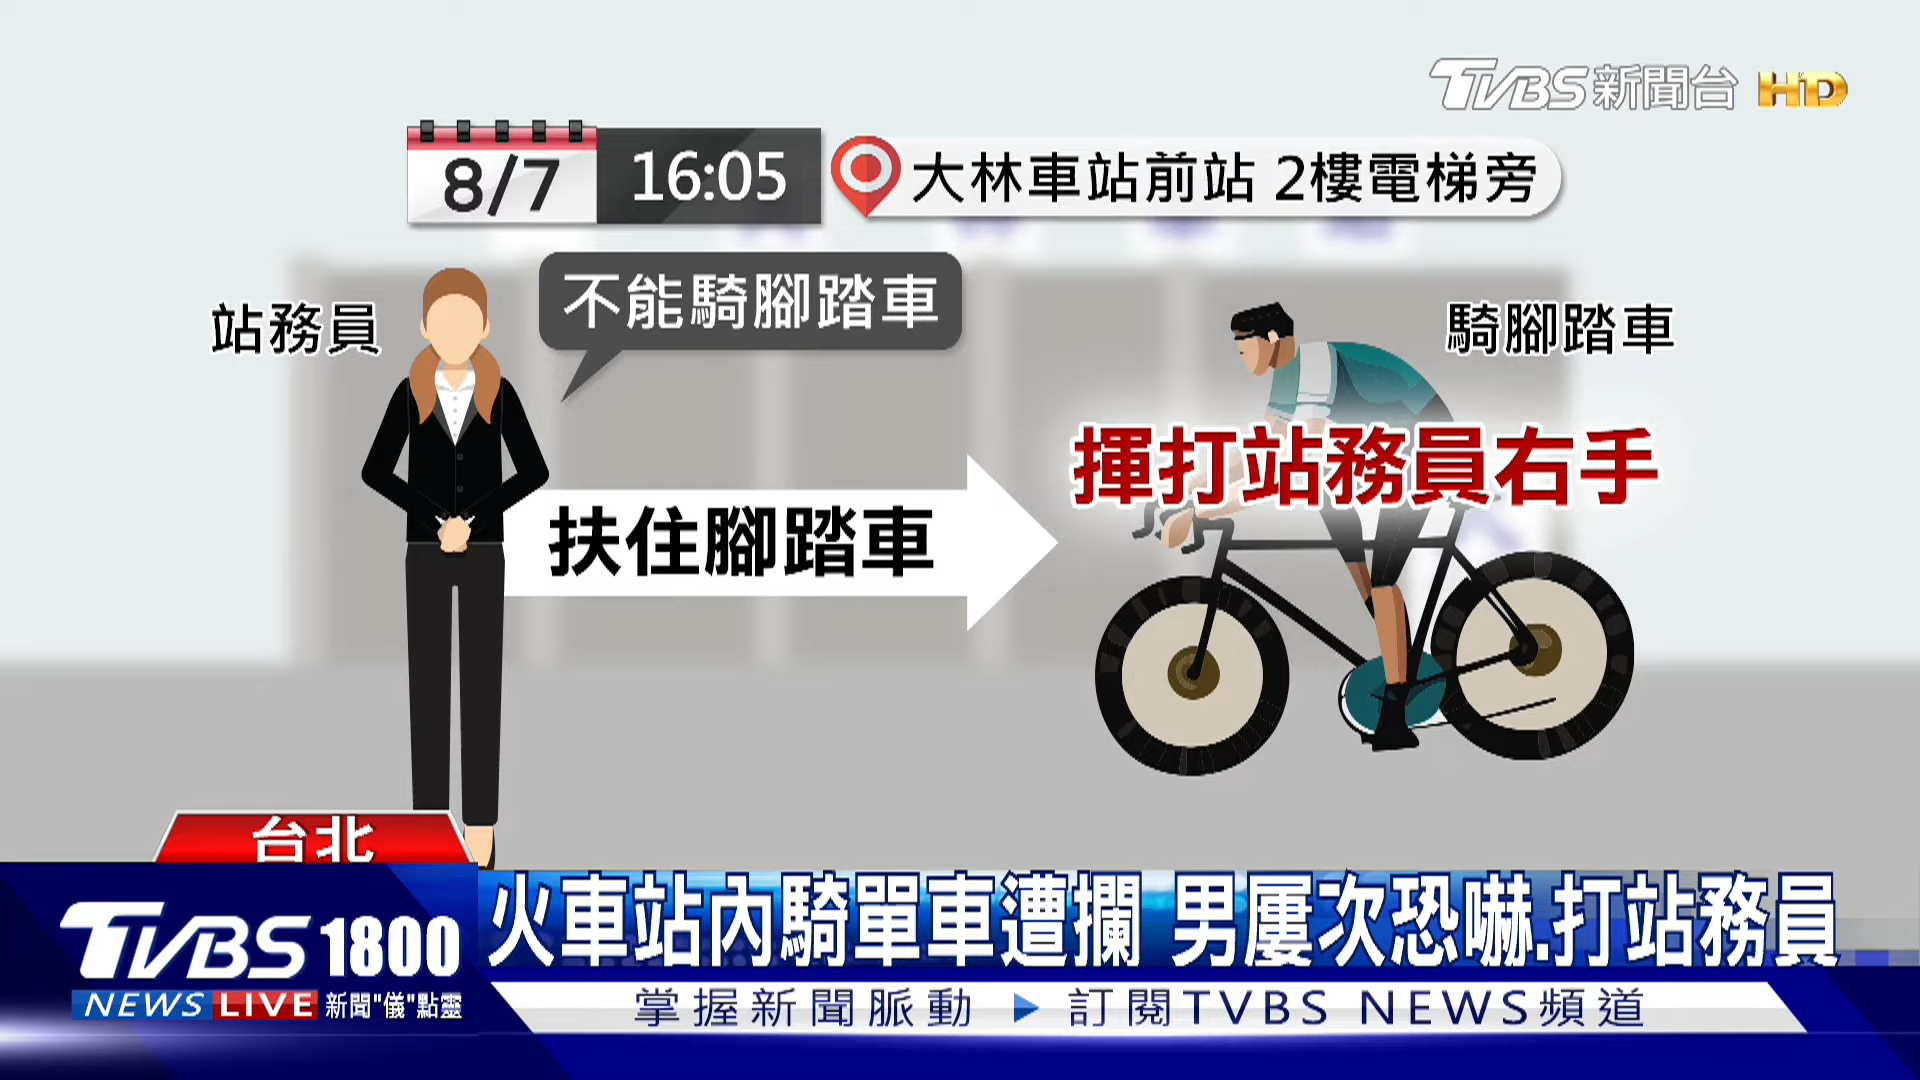 TVBS新聞台 HD
8/7 16:05 大林車站前站 2樓電梯旁
不能騎腳踏車
站務員
騎腳踏車
揮打站務員右手
扶住腳踏車
台北
火車站內騎單車遭攔 男屢次恐嚇.打站務員
TVBS 1800
NEWS LIVE 新聞"儀"點靈
掌握新聞脈動 ▶ 訂閱TVBS NEWS頻道